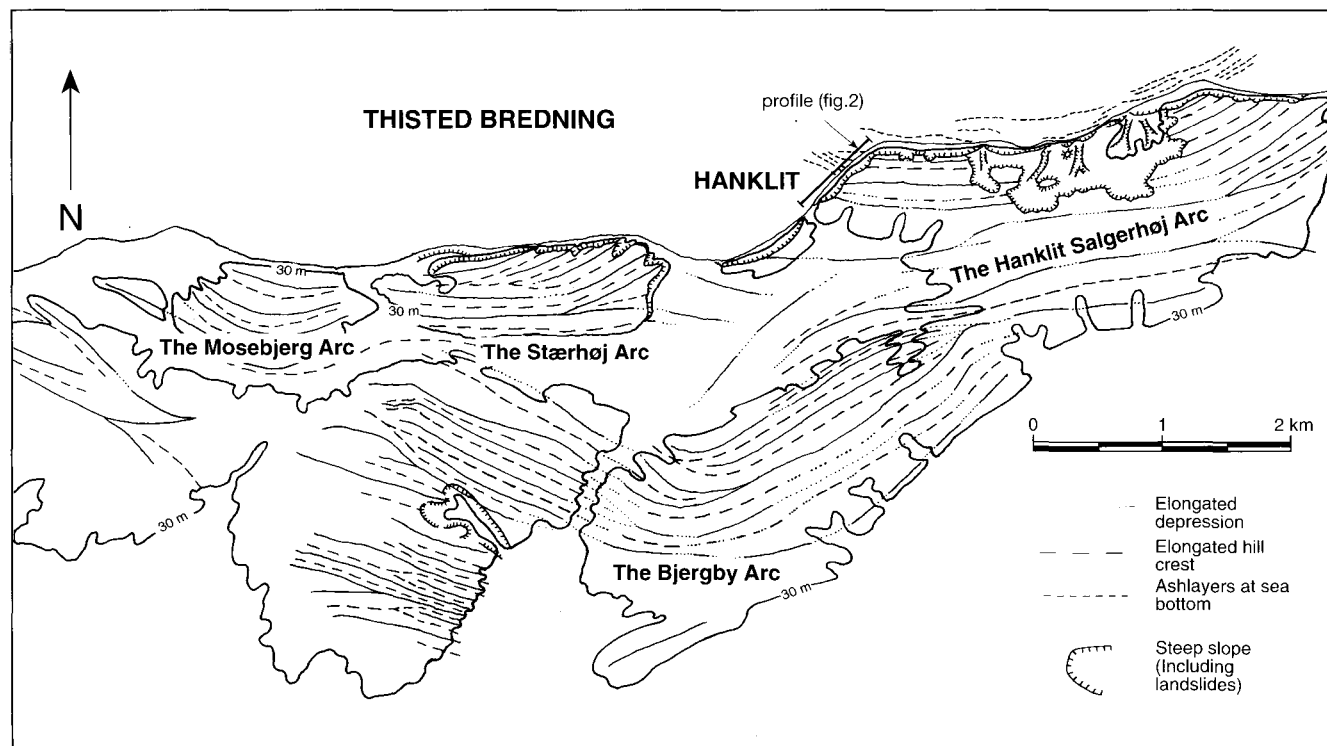 profile (fig.2)
THISTED BREDNING
HANKLIT
N
The Hanklit Salgerhøj Arc
30 m
30 m
30 m
The Mosebjerg Arc
The Stærhøj Arc
0 1 2 km
30 m
Elongated
depression
Elongated hill
crest
The Bjergby Arc
Ashlayers at sea
bottom
30 m
Steep slope
(Including
landslides)